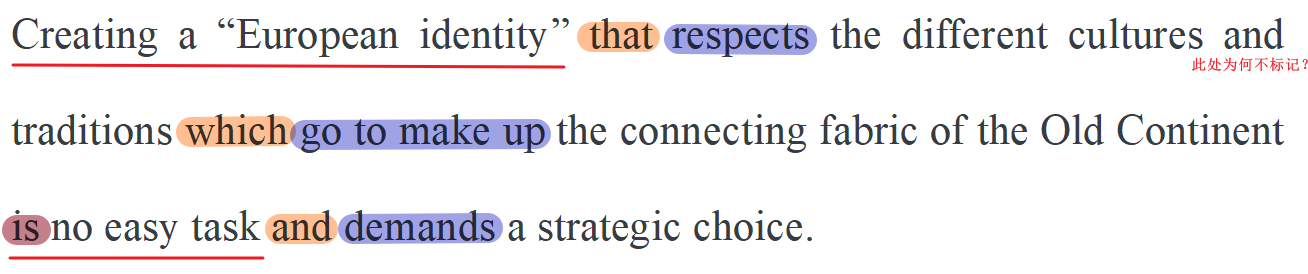 Creating a “European identity” that respects the different cultures and
此处为何不标记？
traditions which go to make up the connecting fabric of the Old Continent
is no easy task and demands a strategic choice.